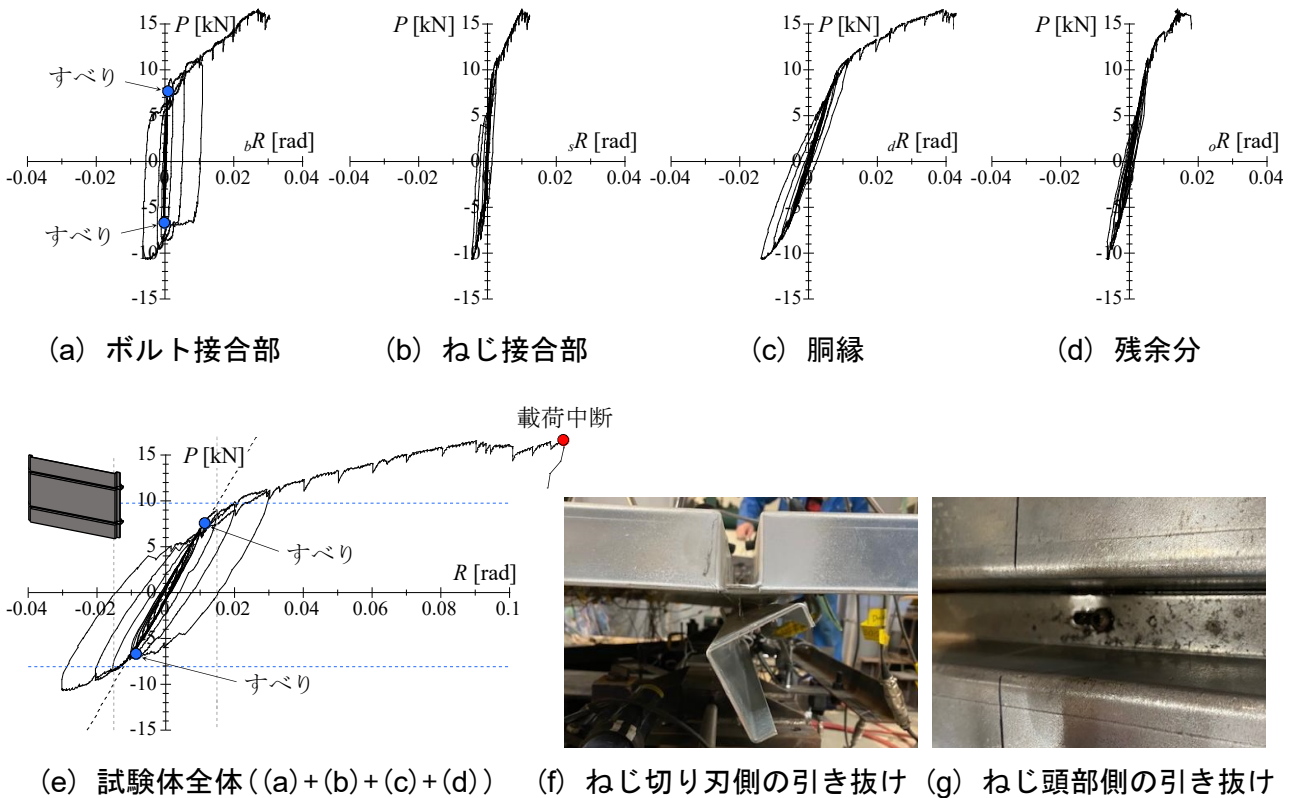 P [kN] P [kN] P [kN] P [kN]
15 15 15 15
すべり
10 10 10 10
5 5 5 5
bR [rad] sR [rad] dR [rad] oR [rad]
0 0 0 0
-0.04 -0.02 0.02 0.04 -0.04 -0.02 0.02 0.04 -0.04 -0.02 0.02 0.04 -0.04 -0.02 0.02 0.04
-5 -5 -5 -5
すべり
-10 -10 -10 -10
-15 -15 -15 -15
(a) ボルト接合部 (b) ねじ接合部 (c) 胴縁 (d) 残余分
載荷中断
15 P [kN]
10
5
すべり
R [rad]
0
-0.04 -0.02 0.02 0.04 0.06 0.08 0.1
-5
すべり
-10
-15
(e) 試験体全体((a)+(b)+(c)+(d)) (f) ねじ切り刃側の引き抜け (g) ねじ頭部側の引き抜け